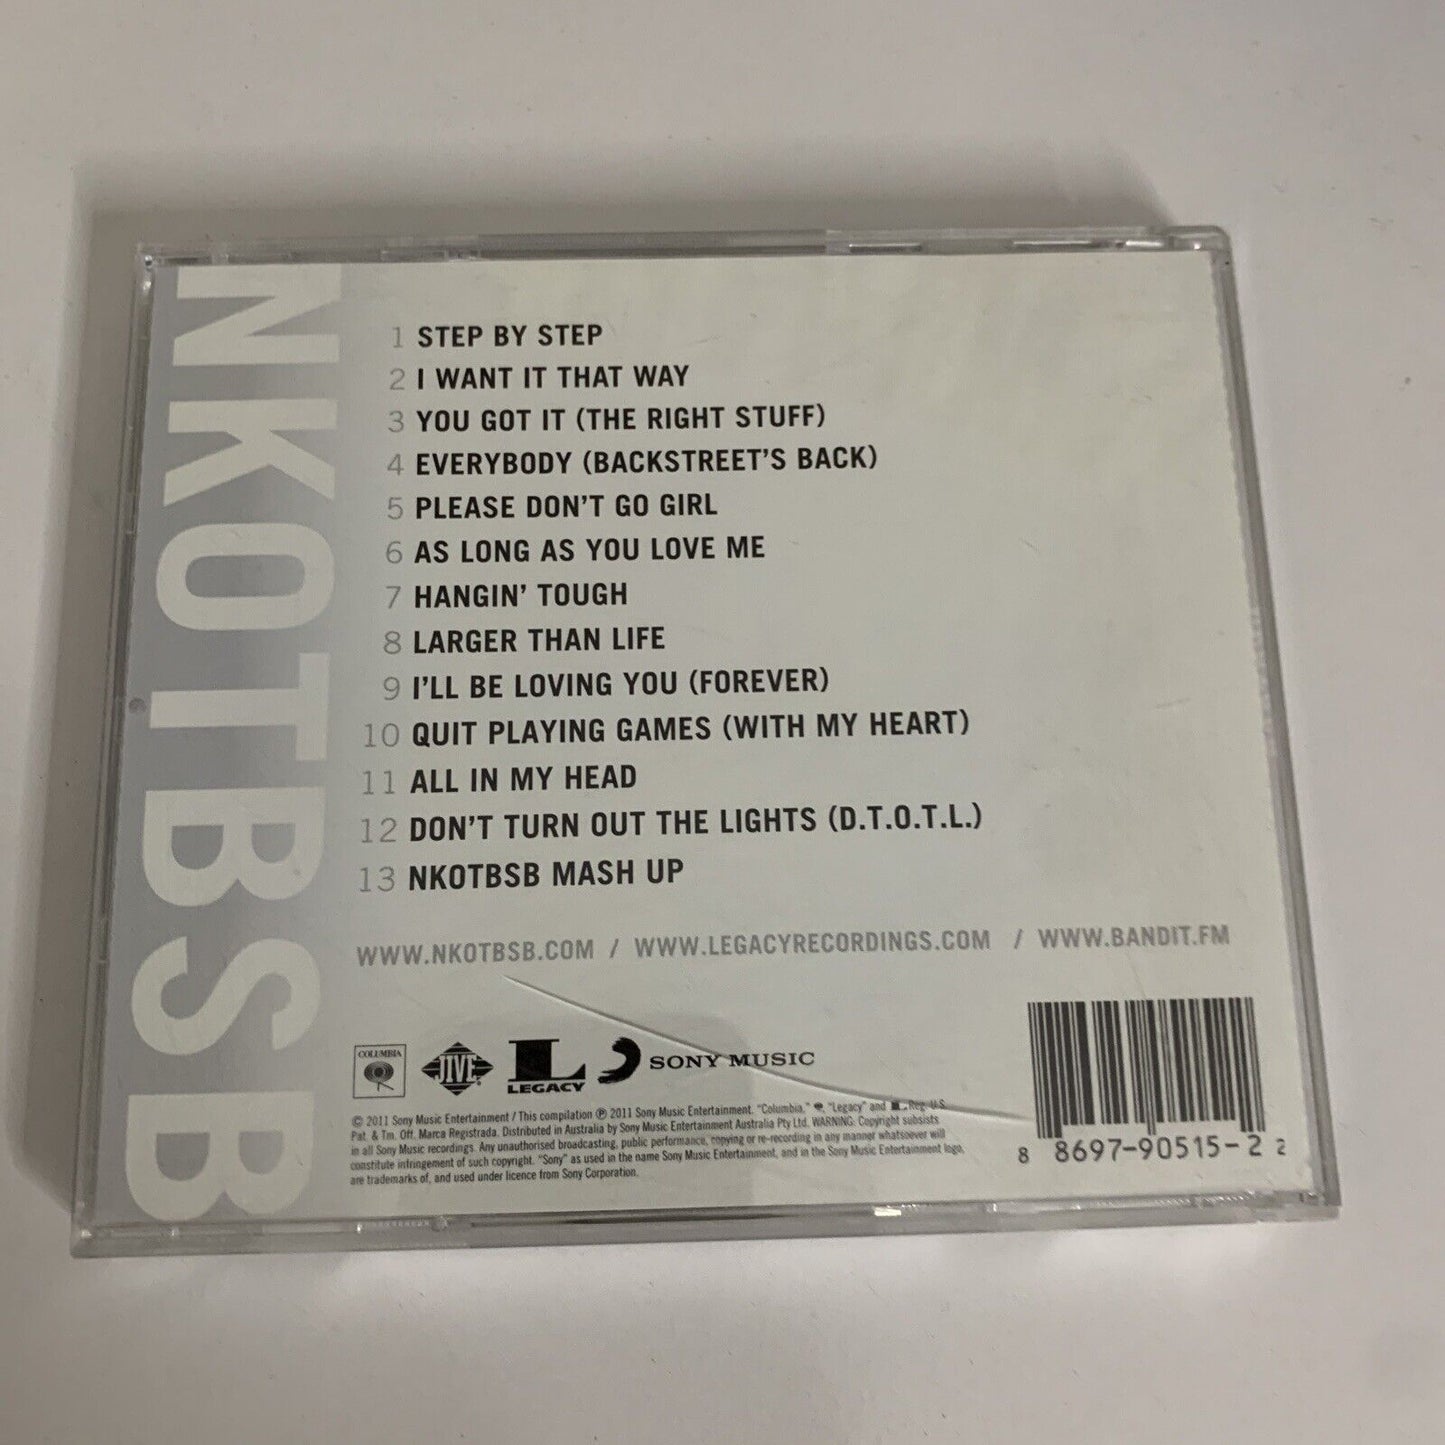 NKOTBSB
1 STEP BY STEP
2 I WANT IT THAT WAY
3 YOU GOT IT (THE RIGHT STUFF)
4 EVERYBODY (BACKSTREET'S BACK)
5 PLEASE DON'T GO GIRL
6 AS LONG AS YOU LOVE ME
7 HANGIN' TOUGH
8 LARGER THAN LIFE
9 I'LL BE LOVING YOU (FOREVER)
10 QUIT PLAYING GAMES (WITH MY HEART)
11 ALL IN MY HEAD
12 DON'T TURN OUT THE LIGHTS (D.T.O.T.L.)
13 NKOTBSB MASH UP
WWW.NKOTBSB.COM / WWW.LEGACYRECORDINGS.COM / WWW.BANDIT.FM
COLUMBIA JIVE L LEGACY SONY MUSIC
© 2011 Sony Music Entertainment / This compilation ℗ 2011 Sony Music Entertainment. "Columbia," "Legacy" and L Reg. U.S.
Pat. & Tm. Off. Marca Registrada. Distributed in Australia by Sony Music Entertainment Australia Pty Ltd. WARNING: Copyright subsists
in all Sony Music recordings. Any unauthorised broadcasting, public performance, copying or re-recording in any manner whatsoever will
constitute infringement of such copyright. "Sony" as used in the name Sony Music Entertainment, and in the Sony Music Entertainment logo,
are trademarks of, and used under licence from Sony Corporation.
8 8697-90515-2 2